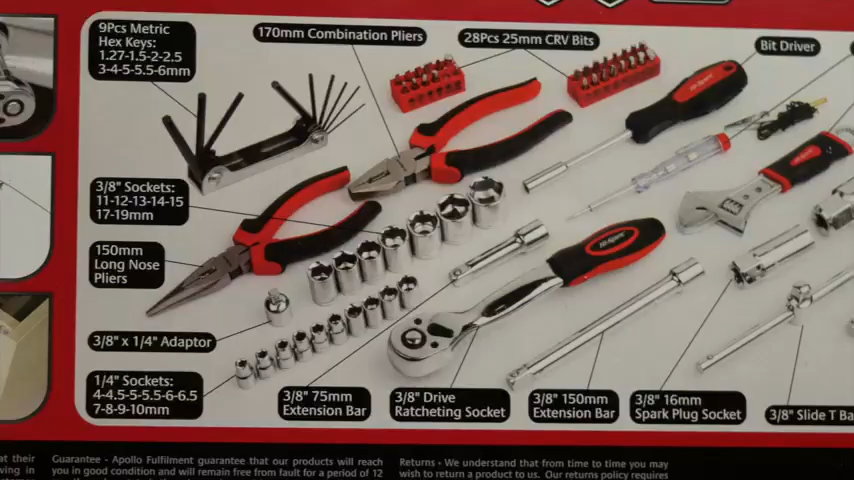 9Pcs Metric
Hex Keys:
1.27-1.5-2-2.5
3-4-5-5.5-6mm
170mm Combination Pliers
28Pcs 25mm CRV Bits
Bit Driver
3/8" Sockets:
11-12-13-14-15
17-19mm
150mm
Long Nose
Pliers
3/8" x 1/4" Adaptor
1/4" Sockets:
4-4.5-5-5.5-6-6.5
7-8-9-10mm
3/8" 75mm
Extension Bar
3/8" Drive
Ratcheting Socket
3/8" 150mm
Extension Bar
3/8" 16mm
Spark Plug Socket
3/8" Slide T Ba
at their
ving in
Guarantee - Apollo Fulfilment guarantee that our products will reach
you in good condition and will remain free from fault for a period of 12
Returns - We understand that from time to time you may
wish to return a product to us. Our returns policy requires